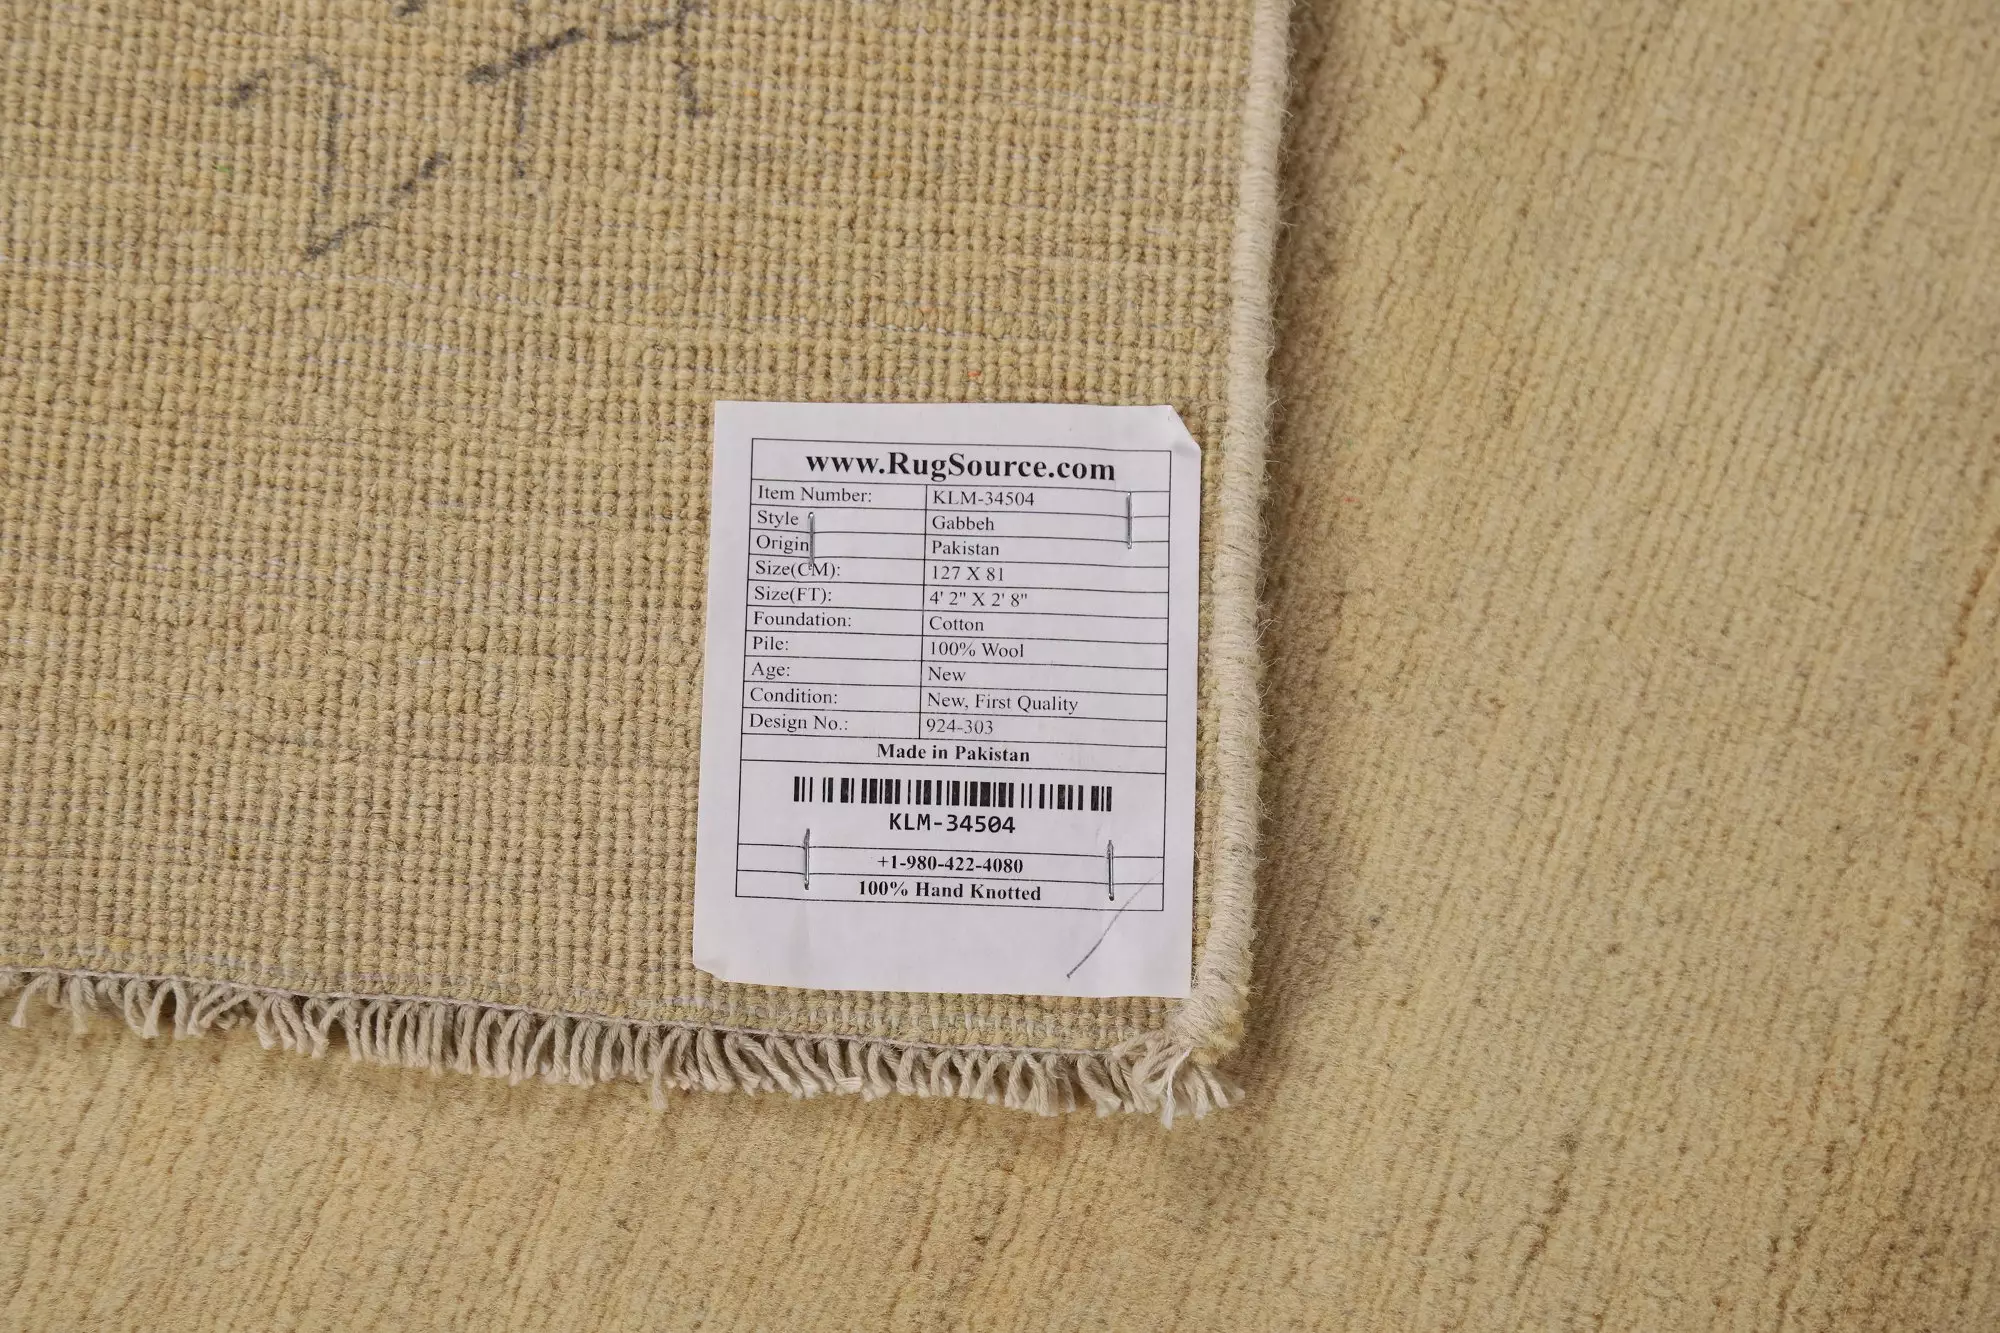 www.RugSource.com
Item Number: KLM-34504
Style Gabbeh
Origin Pakistan
Size(CM): 127 X 81
Size(FT): 4' 2" X 2' 8"
Foundation: Cotton
Pile: 100% Wool
Age: New
Condition: New, First Quality
Design No.: 924-303
Made in Pakistan
KLM-34504
+1-980-422-4080
100% Hand Knotted